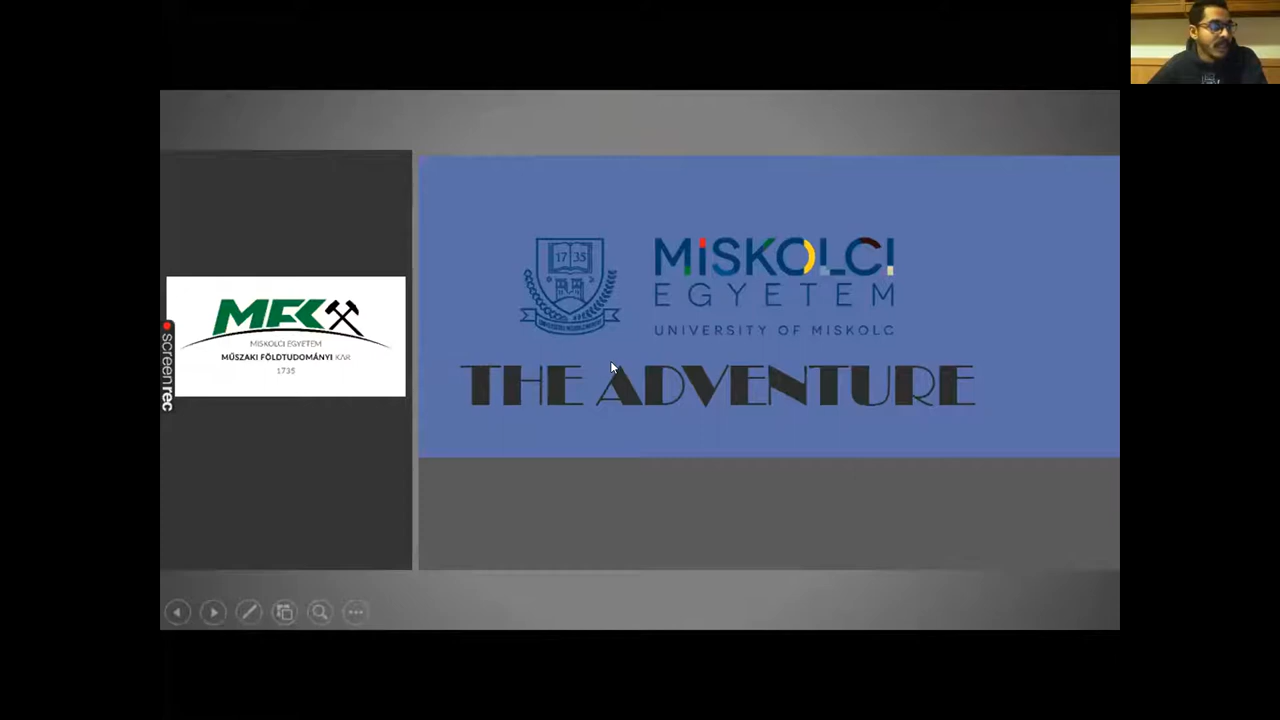 MFK
MISKOLCI EGYETEM
MŰSZAKI FÖLDTUDOMÁNYI KAR
1735
screenrec
17 35
MiSKOLCI
EGYETEM
UNIVERSITY OF MISKOLC
THE ADVENTURE